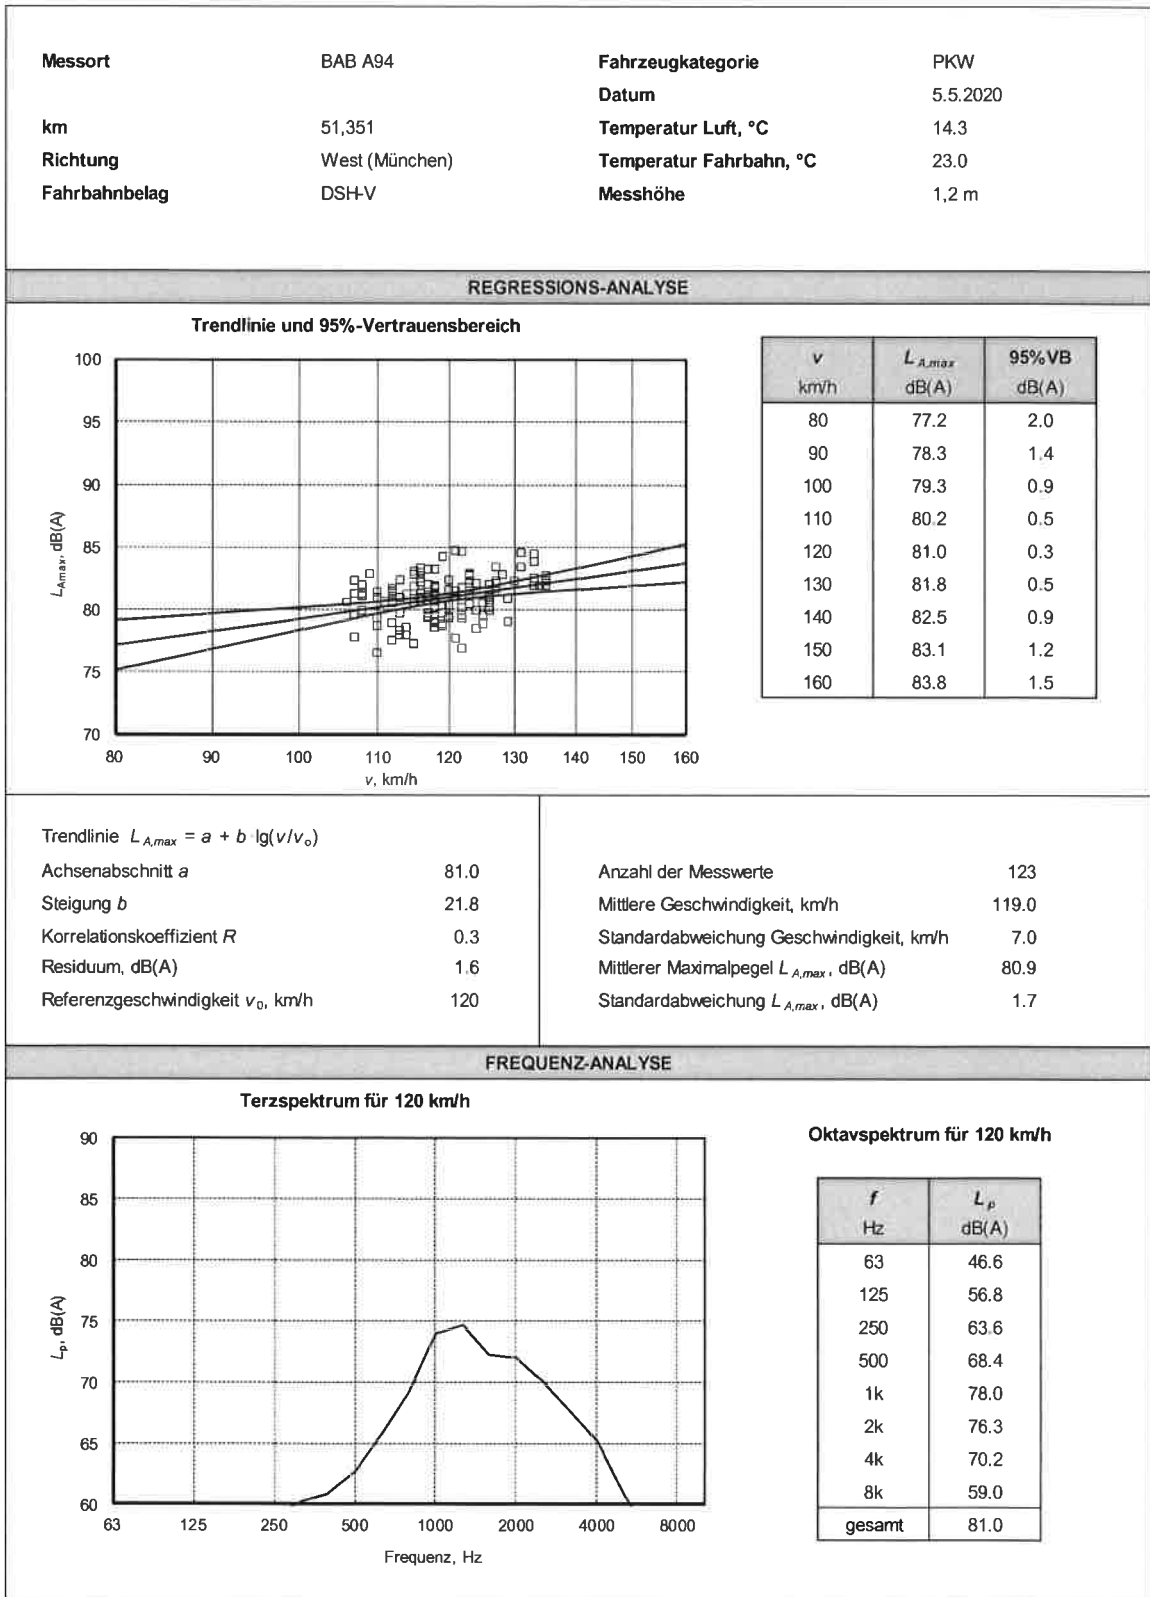 Messort BAB A94 Fahrzeugkategorie PKW
Datum 5.5.2020
km 51,351 Temperatur Luft, °C 14.3
Richtung West (München) Temperatur Fahrbahn, °C 23.0
Fahrbahnbelag DSH-V Messhöhe 1,2 m
REGRESSIONS-ANALYSE
Trendlinie und 95%-Vertrauensbereich
100
95
90
85
80
75
70
L_Amax, dB(A)
80 90 100 110 120 130 140 150 160
v, km/h
v L_A,max 95%VB
km/h dB(A) dB(A)
80 77.2 2.0
90 78.3 1.4
100 79.3 0.9
110 80.2 0.5
120 81.0 0.3
130 81.8 0.5
140 82.5 0.9
150 83.1 1.2
160 83.8 1.5
Trendlinie L_A,max = a + b·lg(v/v_o)
Achsenabschnitt a 81.0
Steigung b 21.8
Korrelationskoeffizient R 0.3
Residuum, dB(A) 1.6
Referenzgeschwindigkeit v_0, km/h 120
Anzahl der Messwerte 123
Mittlere Geschwindigkeit, km/h 119.0
Standardabweichung Geschwindigkeit, km/h 7.0
Mittlerer Maximalpegel L_A,max, dB(A) 80.9
Standardabweichung L_A,max, dB(A) 1.7
FREQUENZ-ANALYSE
Terzspektrum für 120 km/h
90
85
80
75
70
65
60
L_p, dB(A)
63 125 250 500 1000 2000 4000 8000
Frequenz, Hz
Oktavspektrum für 120 km/h
f L_p
Hz dB(A)
63 46.6
125 56.8
250 63.6
500 68.4
1k 78.0
2k 76.3
4k 70.2
8k 59.0
gesamt 81.0